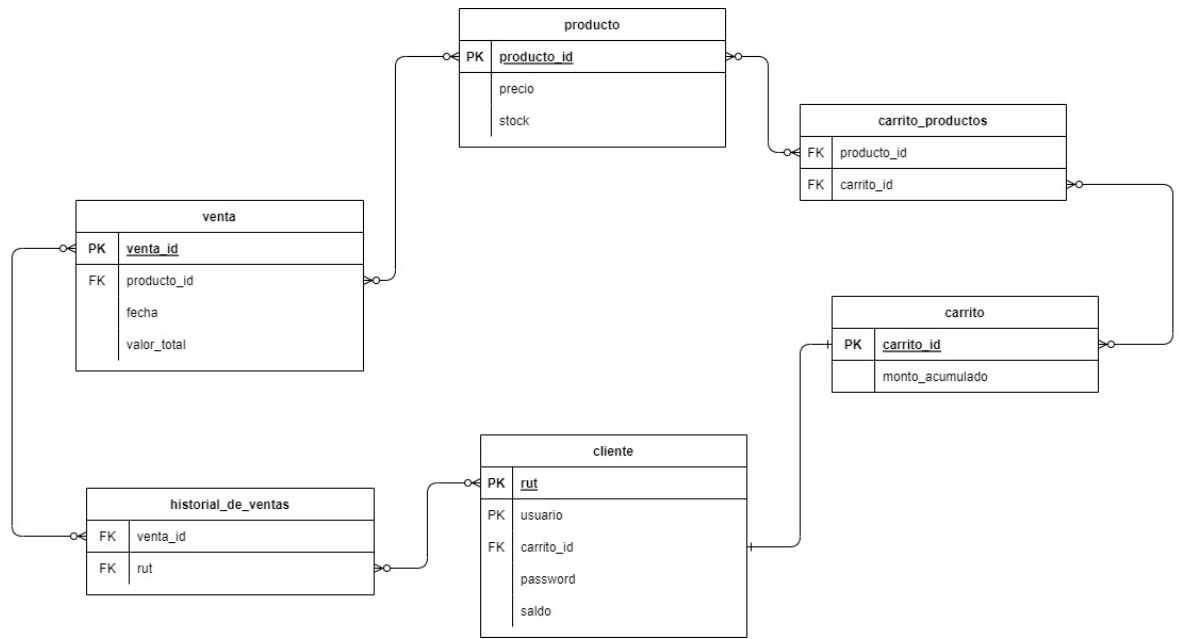 producto
PK producto_id
precio
stock
carrito_productos
FK producto_id
FK carrito_id
venta
PK venta_id
FK producto_id
fecha
valor_total
carrito
PK carrito_id
monto_acumulado
cliente
PK rut
PK usuario
FK carrito_id
password
saldo
historial_de_ventas
FK venta_id
FK rut